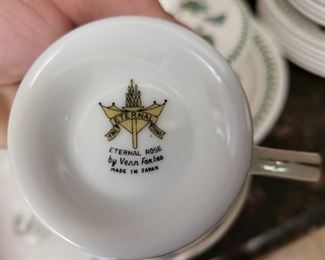 ETERNAL
ETERNAL ROSE
by Venn Forbes
MADE IN JAPAN